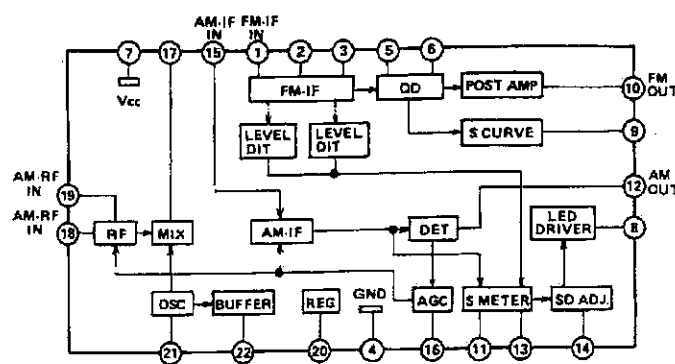 AM-IF FM-IF
IN IN
7 17 15 1 2 3 5 6
Vcc
FM-IF
QD
POST AMP
10 FM
OUT
LEVEL
DIT
LEVEL
DIT
S CURVE
9
AM-RF
IN
19
12 AM
OUT
AM-RF
IN
18
RF
MIX
AM-IF
DET
LED
DRIVER
8
OSC
BUFFER
REG
GND
AGC
S METER
SD ADJ.
21 22 20 4 16 11 13 14